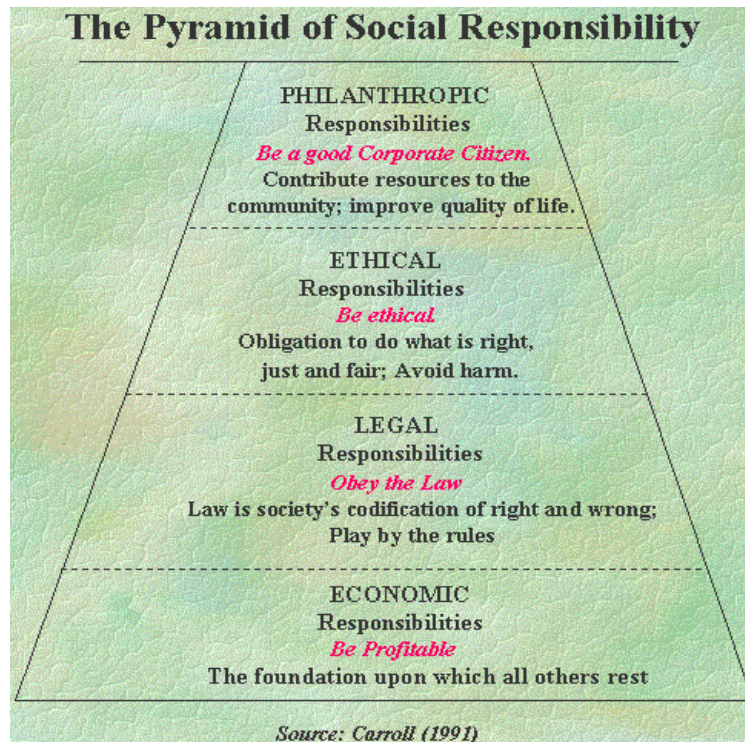 The Pyramid of Social Responsibility
PHILANTHROPIC
Responsibilities
Be a good Corporate Citizen.
Contribute resources to the
community; improve quality of life.
ETHICAL
Responsibilities
Be ethical.
Obligation to do what is right,
just and fair; Avoid harm.
LEGAL
Responsibilities
Obey the Law
Law is society's codification of right and wrong;
Play by the rules
ECONOMIC
Responsibilities
Be Profitable
The foundation upon which all others rest
Source: Carroll (1991)